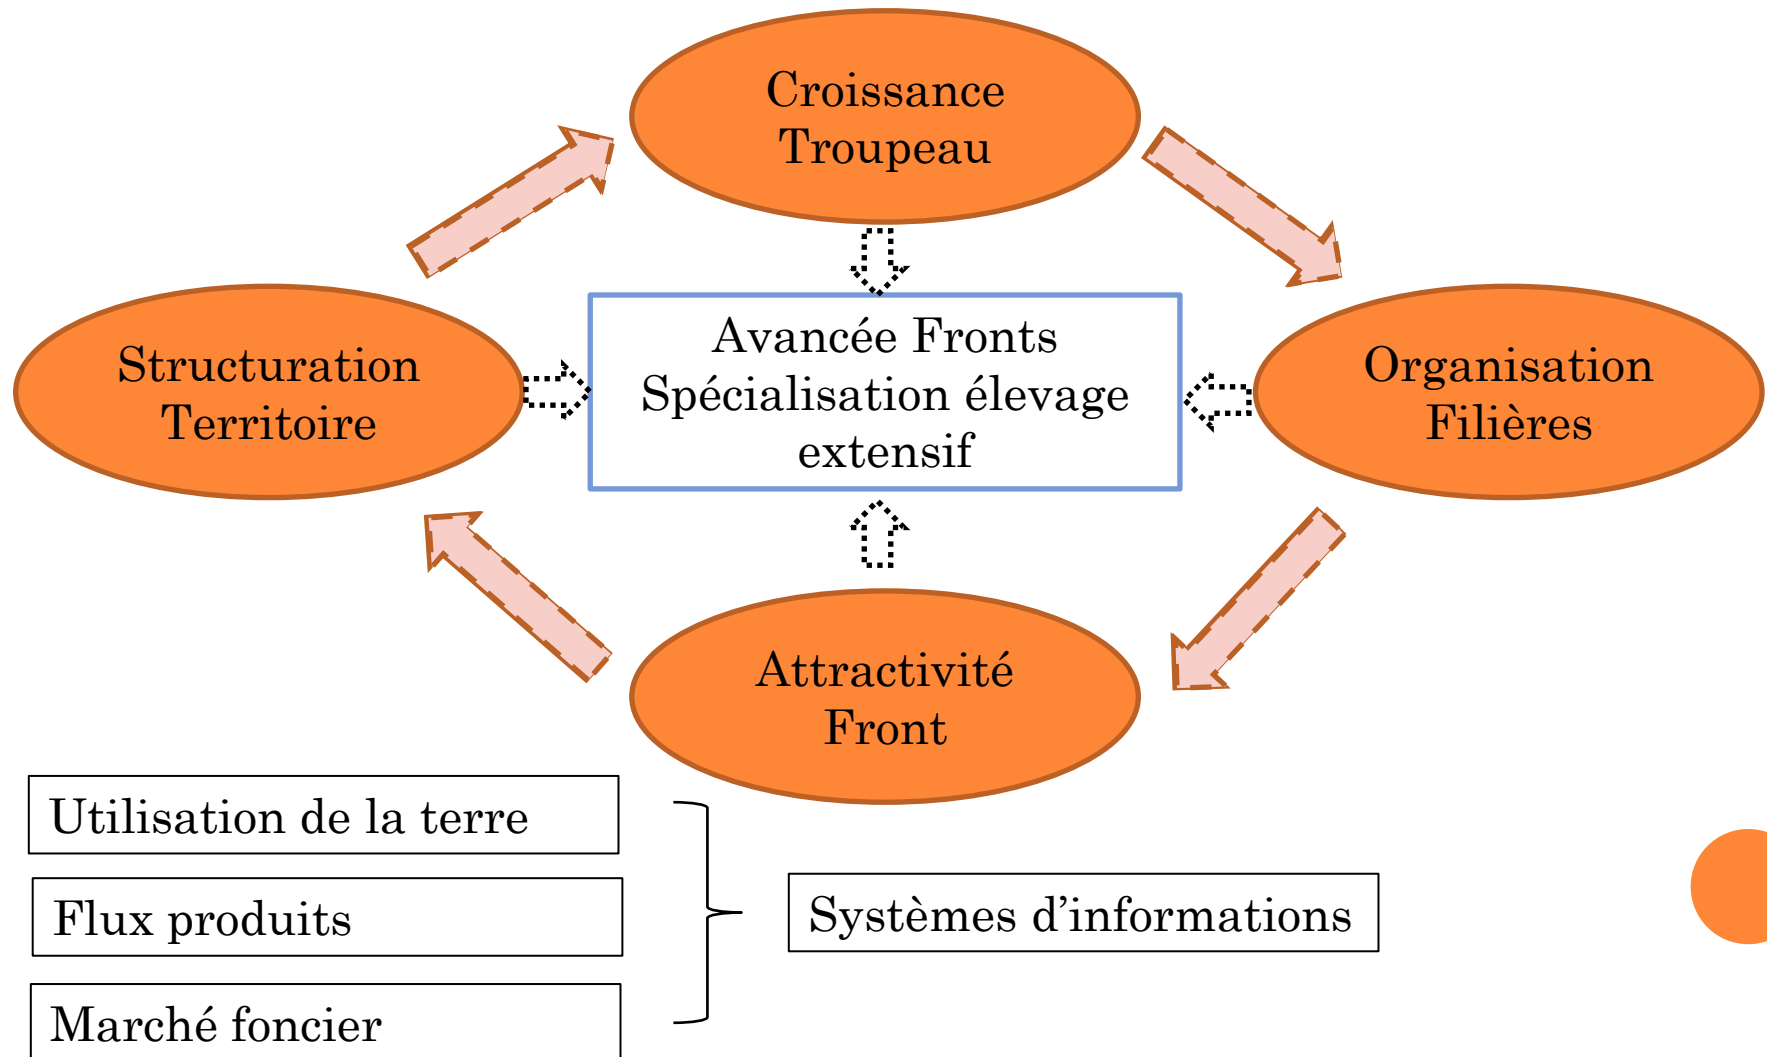 Croissance
Troupeau
Structuration
Territoire
Avancée Fronts
Spécialisation élevage
extensif
Organisation
Filières
Attractivité
Front
Utilisation de la terre
Flux produits
Systèmes d’informations
Marché foncier